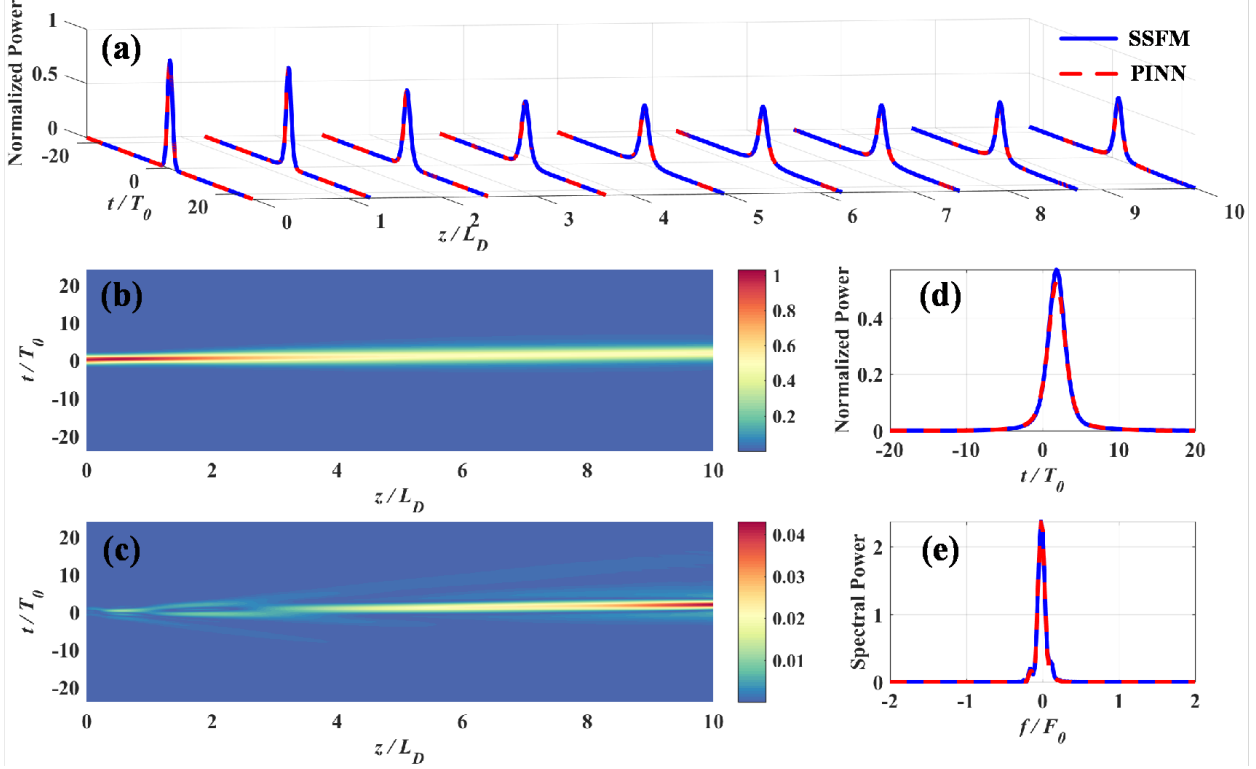 (a)
SSFM
PINN
Normalized Power
1
0.5
0
-20
0
20
t / T0
0 1 2 3 4 5 6 7 8 9 10
z / LD
(b)
t / T0
20
10
0
-10
-20
0 2 4 6 8 10
z / LD
1
0.8
0.6
0.4
0.2
(d)
Normalized Power
0.4
0.2
0
-20 -10 0 10 20
t / T0
(c)
t / T0
20
10
0
-10
-20
0 2 4 6 8 10
z / LD
0.04
0.03
0.02
0.01
(e)
Spectral Power
2
1
0
-2 -1 0 1 2
f / F0